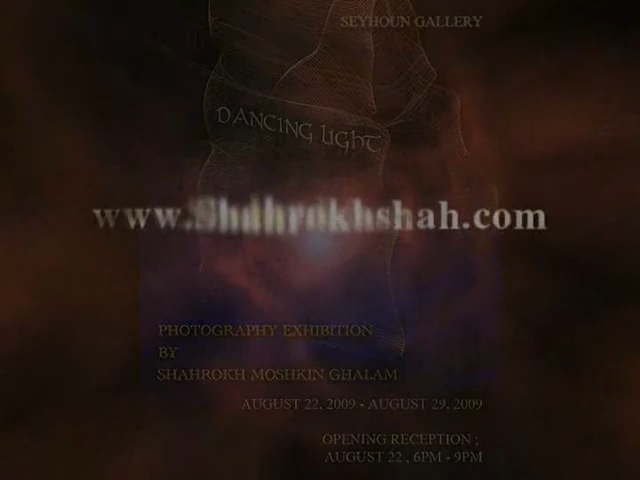 SEYHOUN GALLERY
DANCING LIGHT
www.Shahrokhshah.com
PHOTOGRAPHY EXHIBITION
BY
SHAHROKH MOSHKIN GHALAM
AUGUST 22, 2009 - AUGUST 29, 2009
OPENING RECEPTION ;
AUGUST 22 , 6PM - 9PM